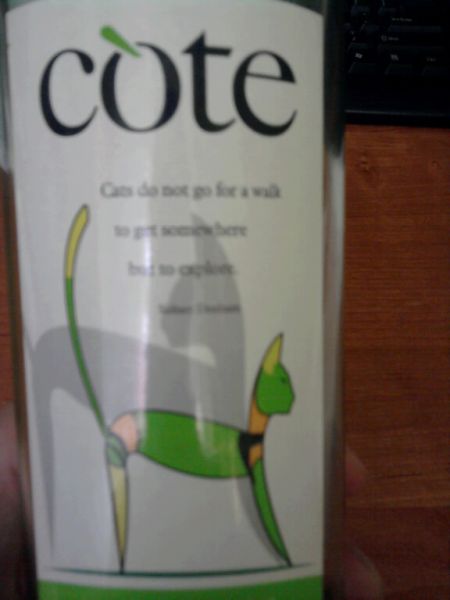 còte
Cats do not go for a walk
to get somewhere
but to explore.